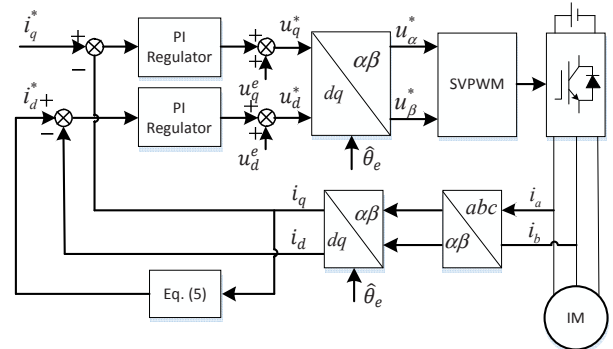 i_q^* + − PI Regulator + + u_q^* u_α^*
u_q^e
i_d^* + − PI Regulator + + u_d^* u_β^*
u_d^e
αβ
dq
θ̂_e
SVPWM
i_q
i_d
αβ
dq
θ̂_e
abc
αβ
i_a
i_b
Eq. (5)
IM